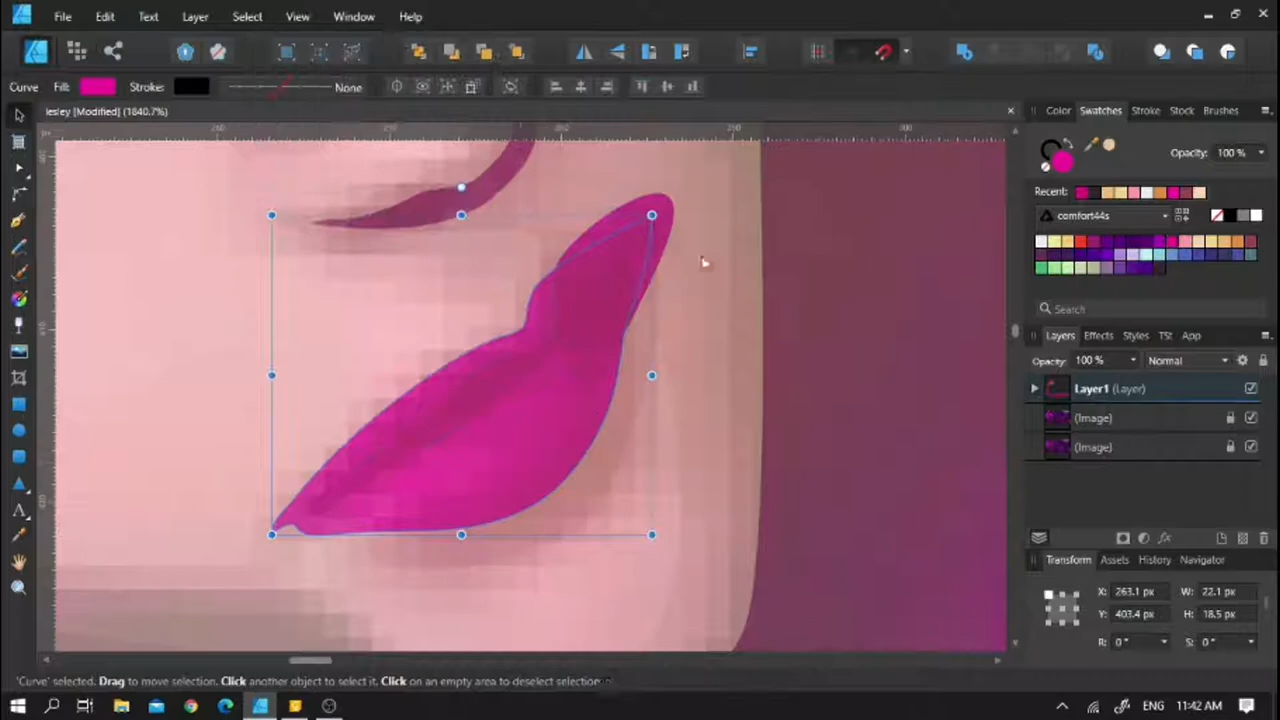 File Edit Text Layer Select View Window Help
Curve Fill: Stroke: None
lesley [Modified] (1840.7%)
Color Swatches Stroke Stock Brushes
Opacity: 100 %
Recent:
comfort44s
Search
Layers Effects Styles TSt App
Opacity: 100 % Normal
Layer1 (Layer)
(Image)
(Image)
Transform Assets History Navigator
X: 263.1 px W: 22.1 px
Y: 403.4 px H: 18.5 px
R: 0 ° S: 0 °
'Curve' selected. Drag to move selection. Click another object to select it. Click on an empty area to deselect selection
ENG 11:42 AM